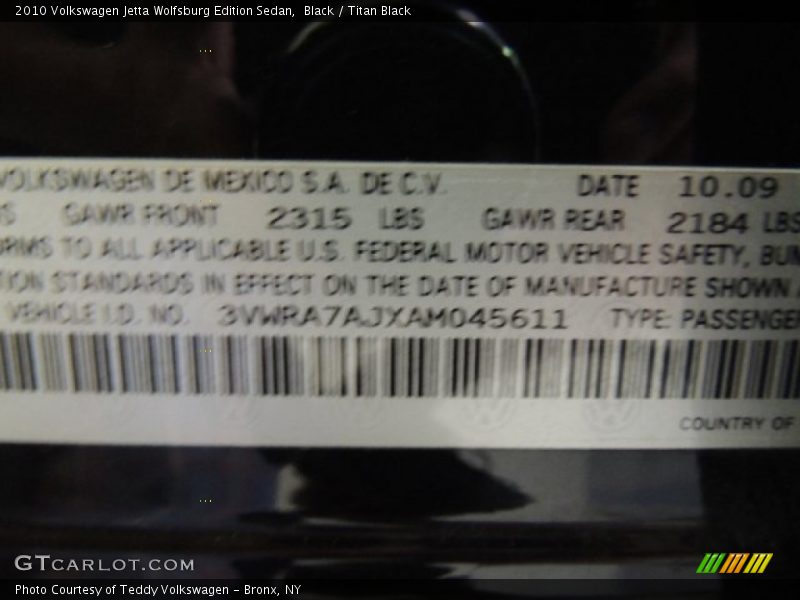 2010 Volkswagen Jetta Wolfsburg Edition Sedan,  Black / Titan Black
VOLKSWAGEN DE MEXICO S.A. DE C.V. DATE 10.09
GAWR FRONT 2315 LBS GAWR REAR 2184 LBS
TO ALL APPLICABLE U.S. FEDERAL MOTOR VEHICLE SAFETY,
STANDARDS IN EFFECT ON THE DATE OF MANUFACTURE SHOWN
VEHICLE I.D. NO. 3VWRA7AJXAM045611 TYPE: PASSENGER
COUNTRY OF
GTCARLOT.COM
Photo Courtesy of Teddy Volkswagen - Bronx, NY